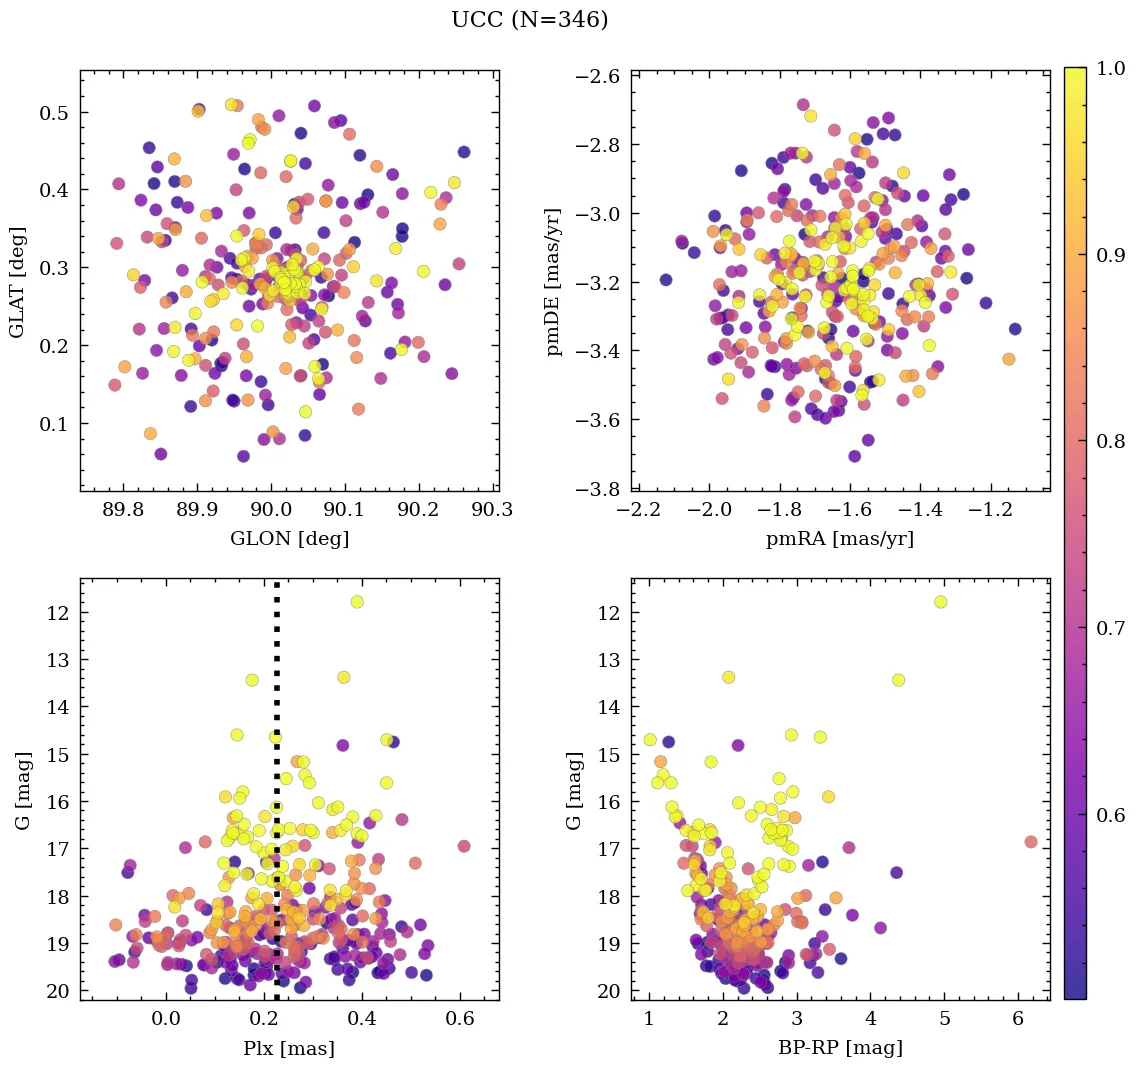 UCC (N=346)
0.5
0.4
0.3
0.2
0.1
GLAT [deg]
89.8 89.9 90.0 90.1 90.2 90.3
GLON [deg]
−2.6
−2.8
−3.0
−3.2
−3.4
−3.6
−3.8
pmDE [mas/yr]
−2.2 −2.0 −1.8 −1.6 −1.4 −1.2
pmRA [mas/yr]
12
13
14
15
16
17
18
19
20
G [mag]
0.0 0.2 0.4 0.6
Plx [mas]
12
13
14
15
16
17
18
19
20
G [mag]
1 2 3 4 5 6
BP-RP [mag]
1.0
0.9
0.8
0.7
0.6